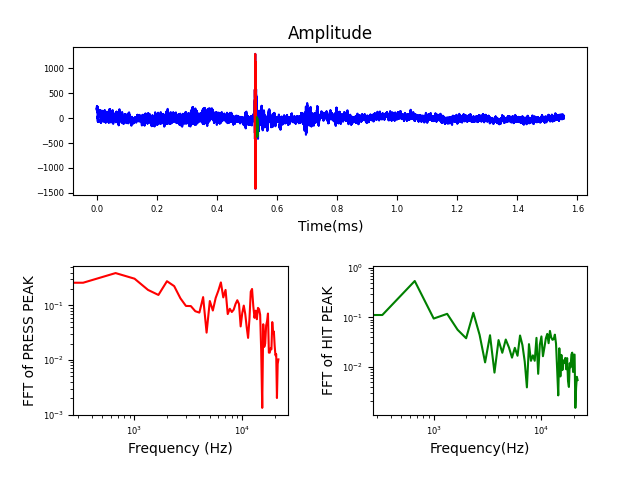 Amplitude
1000
500
0
−500
−1000
−1500
0.0 0.2 0.4 0.6 0.8 1.0 1.2 1.4 1.6
Time(ms)
FFT of PRESS PEAK
10⁻¹
10⁻²
10⁻³
10³ 10⁴
Frequency (Hz)
FFT of HIT PEAK
10⁰
10⁻¹
10⁻²
10³ 10⁴
Frequency(Hz)